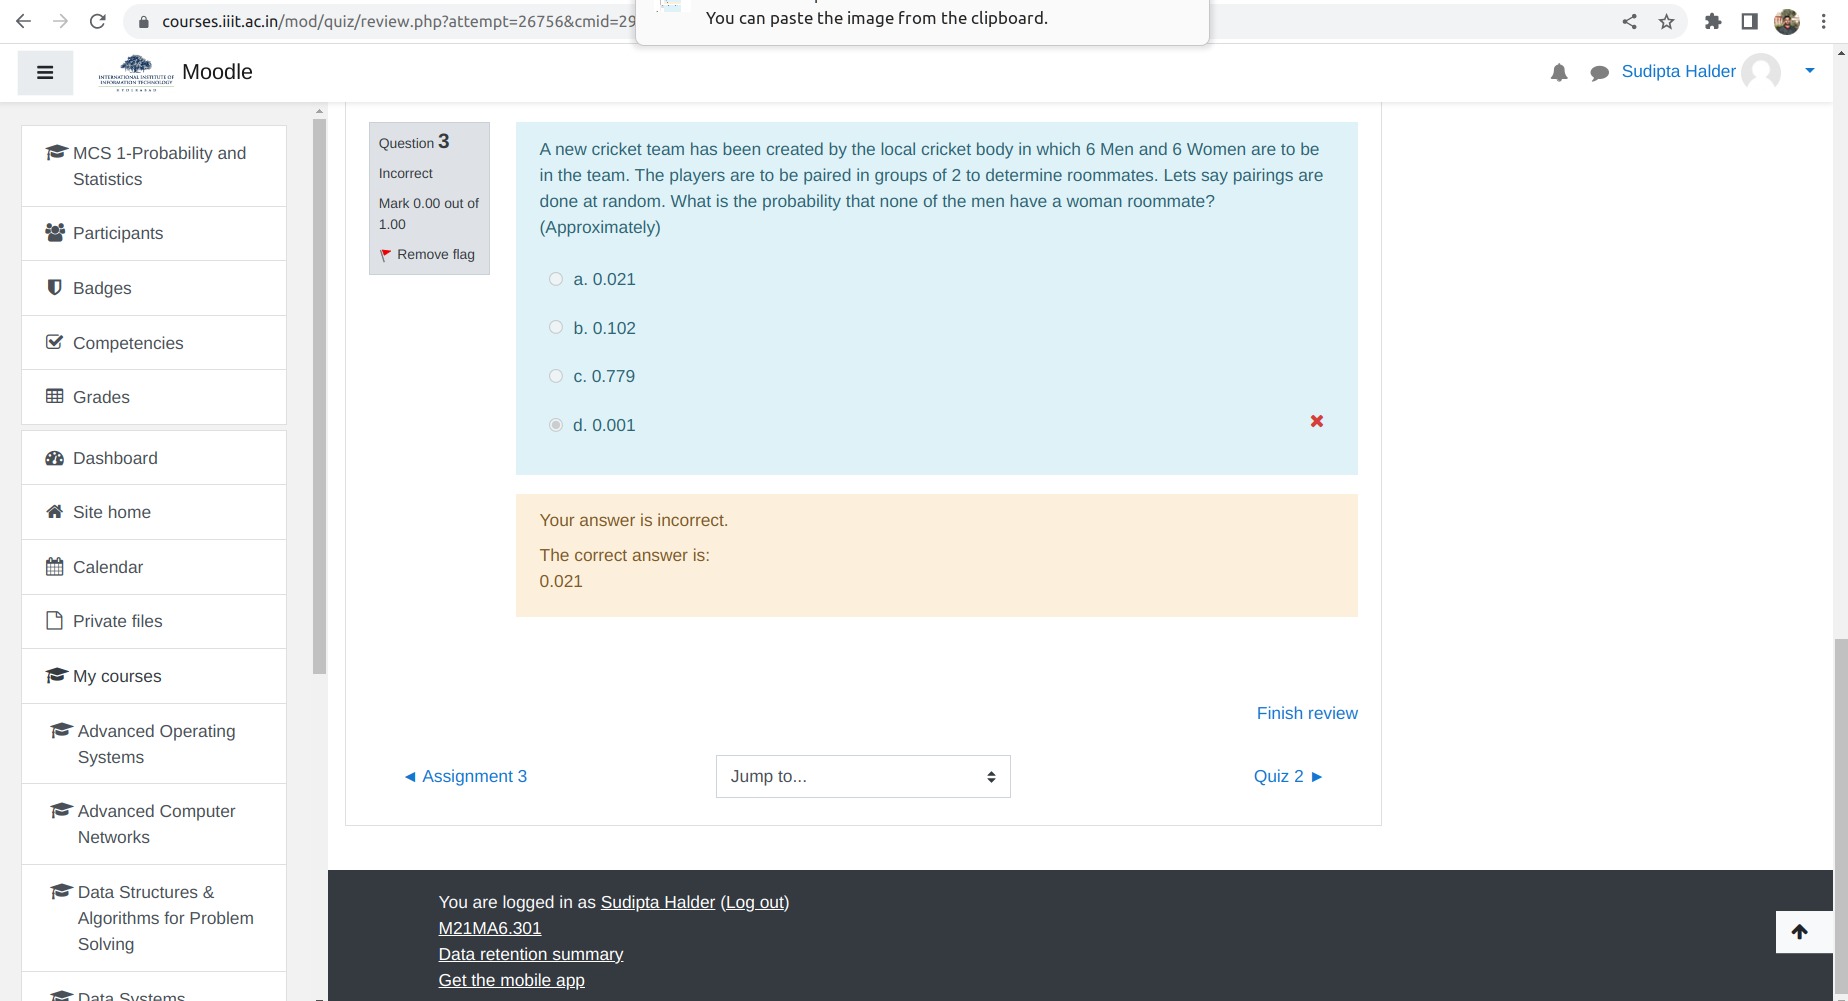 courses.iiit.ac.in/mod/quiz/review.php?attempt=26756&cmid=29
You can paste the image from the clipboard.
INTERNATIONAL INSTITUTE OF
INFORMATION TECHNOLOGY
HYDERABAD
Moodle
Sudipta Halder
MCS 1-Probability and
Statistics
Participants
Badges
Competencies
Grades
Dashboard
Site home
Calendar
Private files
My courses
Advanced Operating
Systems
Advanced Computer
Networks
Data Structures &
Algorithms for Problem
Solving
Data Systems
Question 3
Incorrect
Mark 0.00 out of
1.00
Remove flag
A new cricket team has been created by the local cricket body in which 6 Men and 6 Women are to be
in the team. The players are to be paired in groups of 2 to determine roommates. Lets say pairings are
done at random. What is the probability that none of the men have a woman roommate?
(Approximately)
a. 0.021
b. 0.102
c. 0.779
d. 0.001
Your answer is incorrect.
The correct answer is:
0.021
Finish review
◄ Assignment 3
Jump to...
Quiz 2 ►
You are logged in as Sudipta Halder (Log out)
M21MA6.301
Data retention summary
Get the mobile app